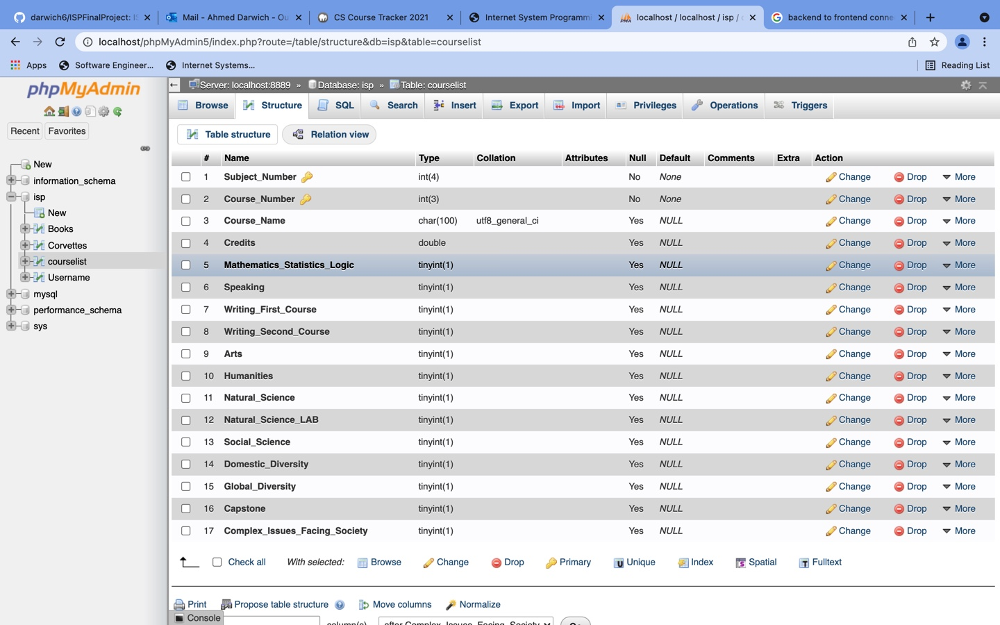 darwich6/ISPFinalProject: IS
Mail - Ahmed Darwich - Ou
CS Course Tracker 2021
Internet System Programmi
localhost / localhost / isp / c
backend to frontend conne
localhost/phpMyAdmin5/index.php?route=/table/structure&db=isp&table=courselist
Apps
Software Engineer...
Internet Systems...
Reading List
phpMyAdmin
Recent
Favorites
New
information_schema
isp
New
Books
Corvettes
courselist
Username
mysql
performance_schema
sys
Server: localhost:8889 » Database: isp » Table: courselist
Browse Structure SQL Search Insert Export Import Privileges Operations Triggers
Table structure Relation view
# Name Type Collation Attributes Null Default Comments Extra Action
1 Subject_Number int(4) No None Change Drop More
2 Course_Number int(3) No None Change Drop More
3 Course_Name char(100) utf8_general_ci Yes NULL Change Drop More
4 Credits double Yes NULL Change Drop More
5 Mathematics_Statistics_Logic tinyint(1) Yes NULL Change Drop More
6 Speaking tinyint(1) Yes NULL Change Drop More
7 Writing_First_Course tinyint(1) Yes NULL Change Drop More
8 Writing_Second_Course tinyint(1) Yes NULL Change Drop More
9 Arts tinyint(1) Yes NULL Change Drop More
10 Humanities tinyint(1) Yes NULL Change Drop More
11 Natural_Science tinyint(1) Yes NULL Change Drop More
12 Natural_Science_LAB tinyint(1) Yes NULL Change Drop More
13 Social_Science tinyint(1) Yes NULL Change Drop More
14 Domestic_Diversity tinyint(1) Yes NULL Change Drop More
15 Global_Diversity tinyint(1) Yes NULL Change Drop More
16 Capstone tinyint(1) Yes NULL Change Drop More
17 Complex_Issues_Facing_Society tinyint(1) Yes NULL Change Drop More
Check all With selected: Browse Change Drop Primary Unique Index Spatial Fulltext
Print Propose table structure Move columns Normalize
Console
column(s) after Complex_Issues_Facing_Society Go